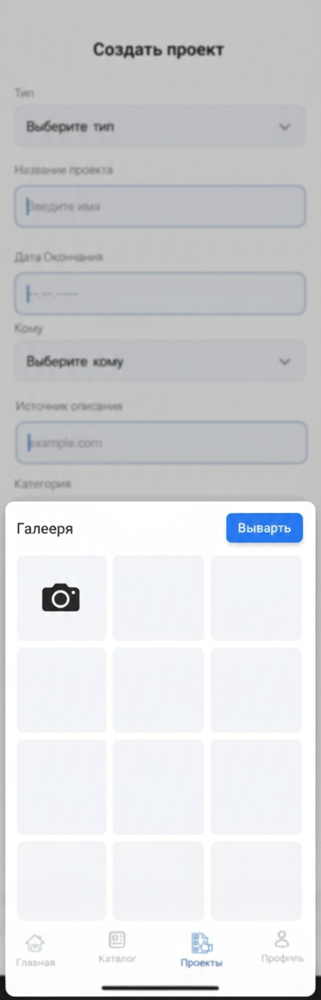 Создать проект
Тип
Выберите тип
Название проекта
Введите имя
Дата Окончания
--.--.----
Кому
Выберите кому
Источник описания
example.com
Категория
Галееря
Выварть
Главная
Каталог
Проекты
Профиль